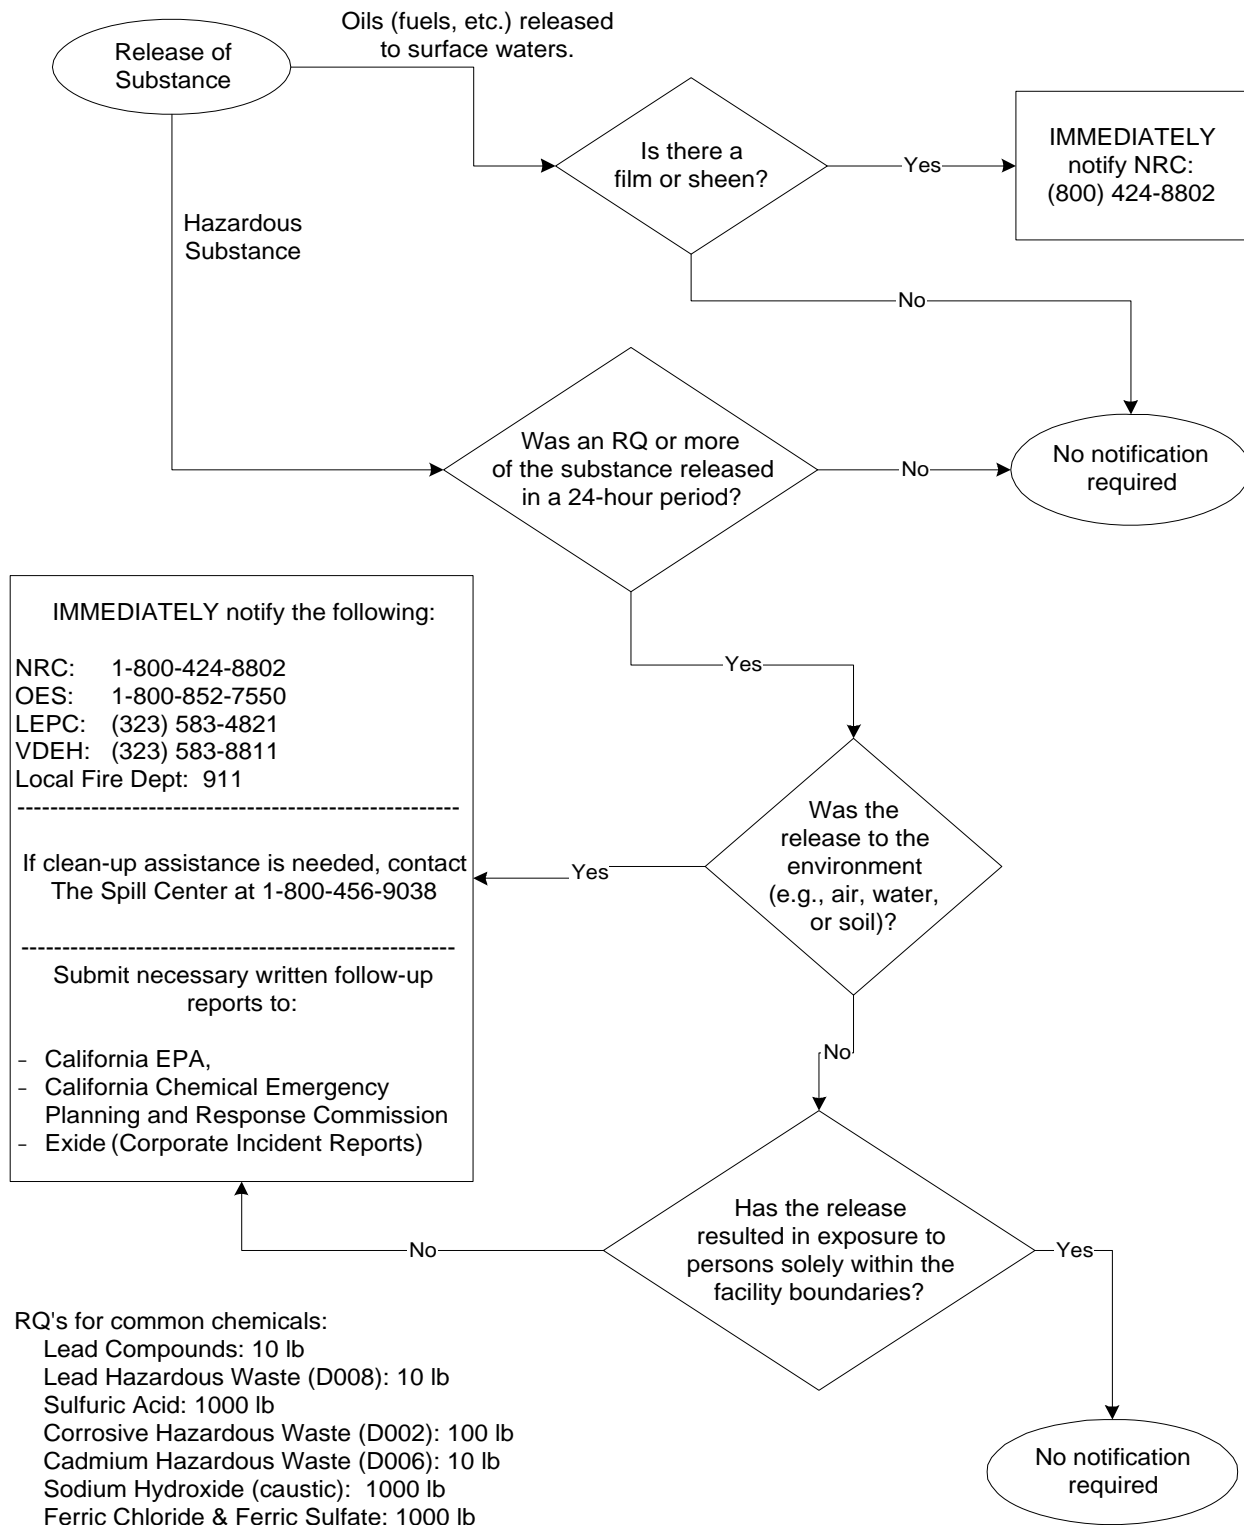 Oils (fuels, etc.) released
to surface waters.
Release of
Substance
Is there a
film or sheen?
Yes
IMMEDIATELY
notify NRC:
(800) 424-8802
Hazardous
Substance
No
Was an RQ or more
of the substance released
in a 24-hour period?
No
No notification
required
IMMEDIATELY notify the following:
NRC: 1-800-424-8802
OES: 1-800-852-7550
LEPC: (323) 583-4821
VDEH: (323) 583-8811
Local Fire Dept: 911
------------------------------------------------------
If clean-up assistance is needed, contact
The Spill Center at 1-800-456-9038
-----------------------------------------------------
Submit necessary written follow-up
reports to:
- California EPA,
- California Chemical Emergency
Planning and Response Commission
- Exide (Corporate Incident Reports)
Yes
Was the
release to the
environment
(e.g., air, water,
or soil)?
Yes
No
Has the release
resulted in exposure to
persons solely within the
facility boundaries?
No
Yes
No notification
required
RQ's for common chemicals:
Lead Compounds: 10 lb
Lead Hazardous Waste (D008): 10 lb
Sulfuric Acid: 1000 lb
Corrosive Hazardous Waste (D002): 100 lb
Cadmium Hazardous Waste (D006): 10 lb
Sodium Hydroxide (caustic): 1000 lb
Ferric Chloride & Ferric Sulfate: 1000 lb